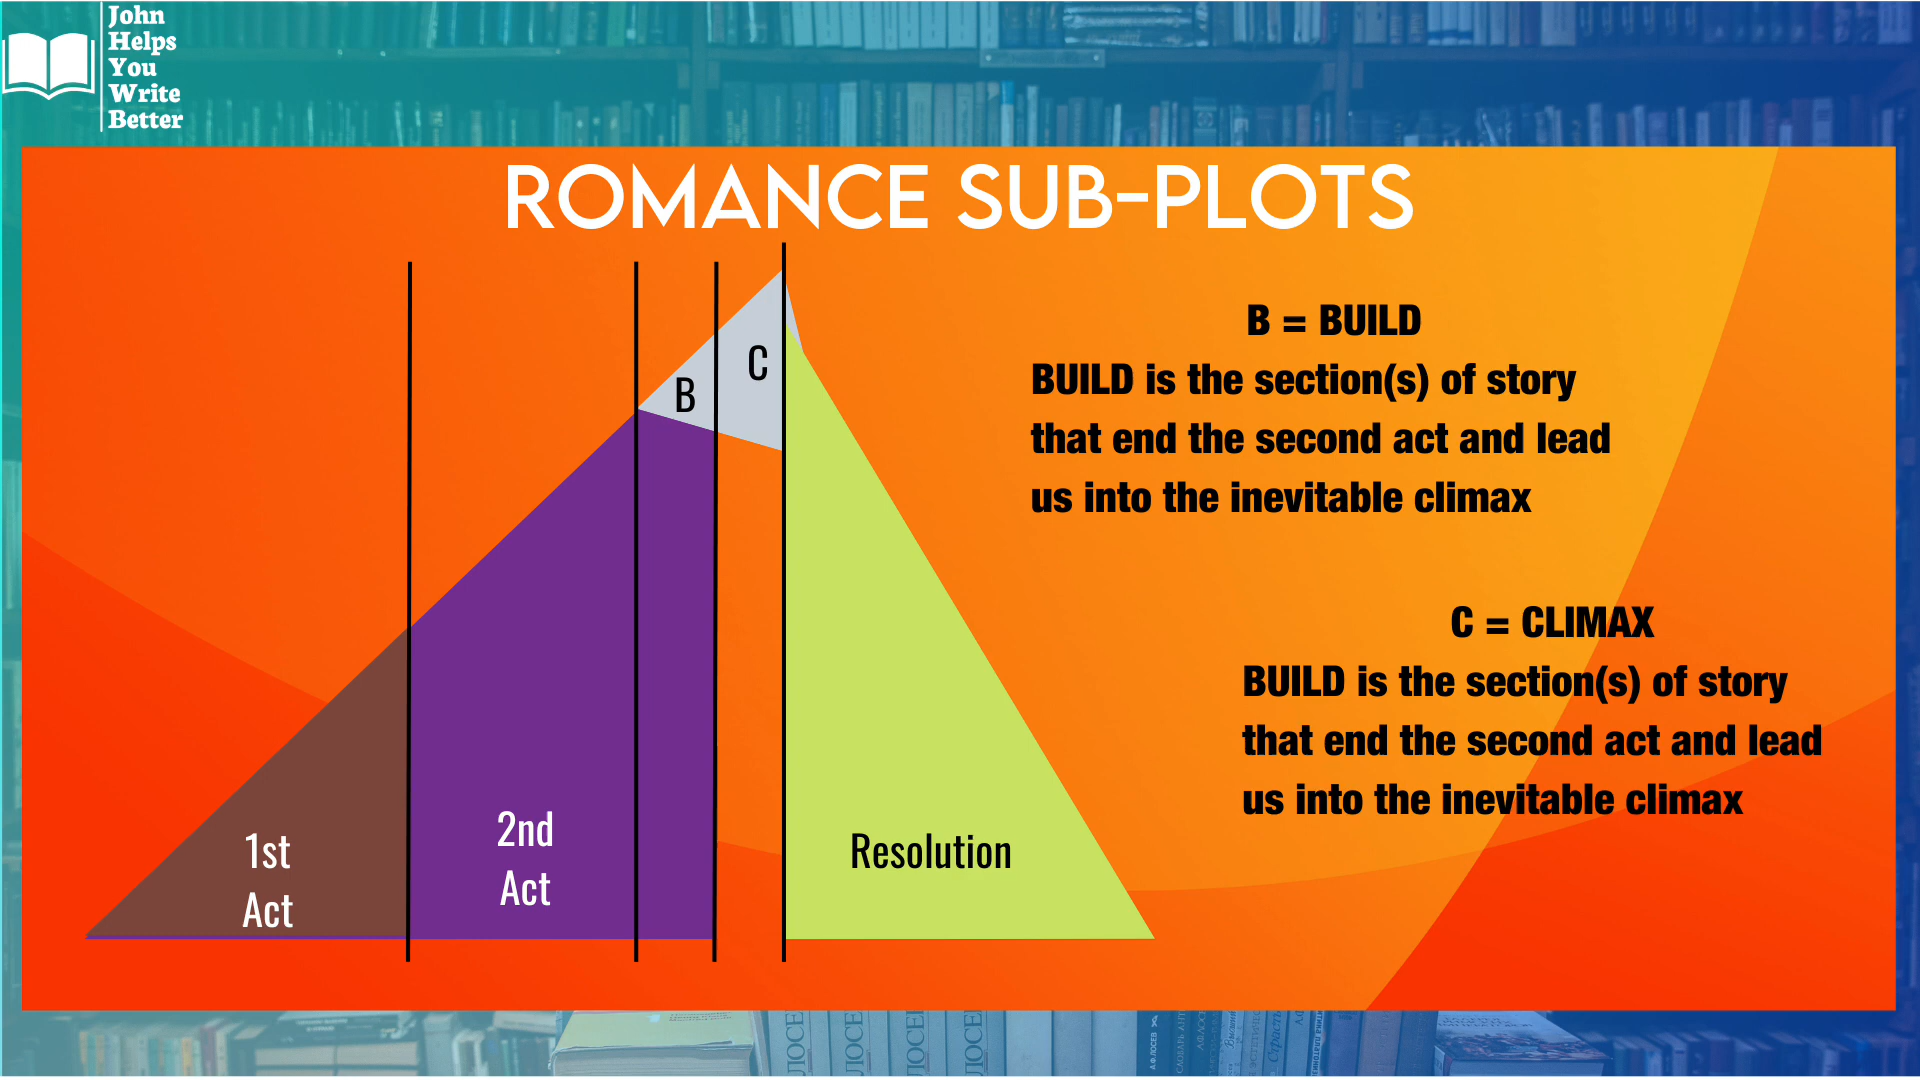 John
Helps
You
Write
Better
ROMANCE SUB-PLOTS
B = BUILD
BUILD is the section(s) of story
that end the second act and lead
us into the inevitable climax
C = CLIMAX
BUILD is the section(s) of story
that end the second act and lead
us into the inevitable climax
C
B
1st
Act
2nd
Act
Resolution